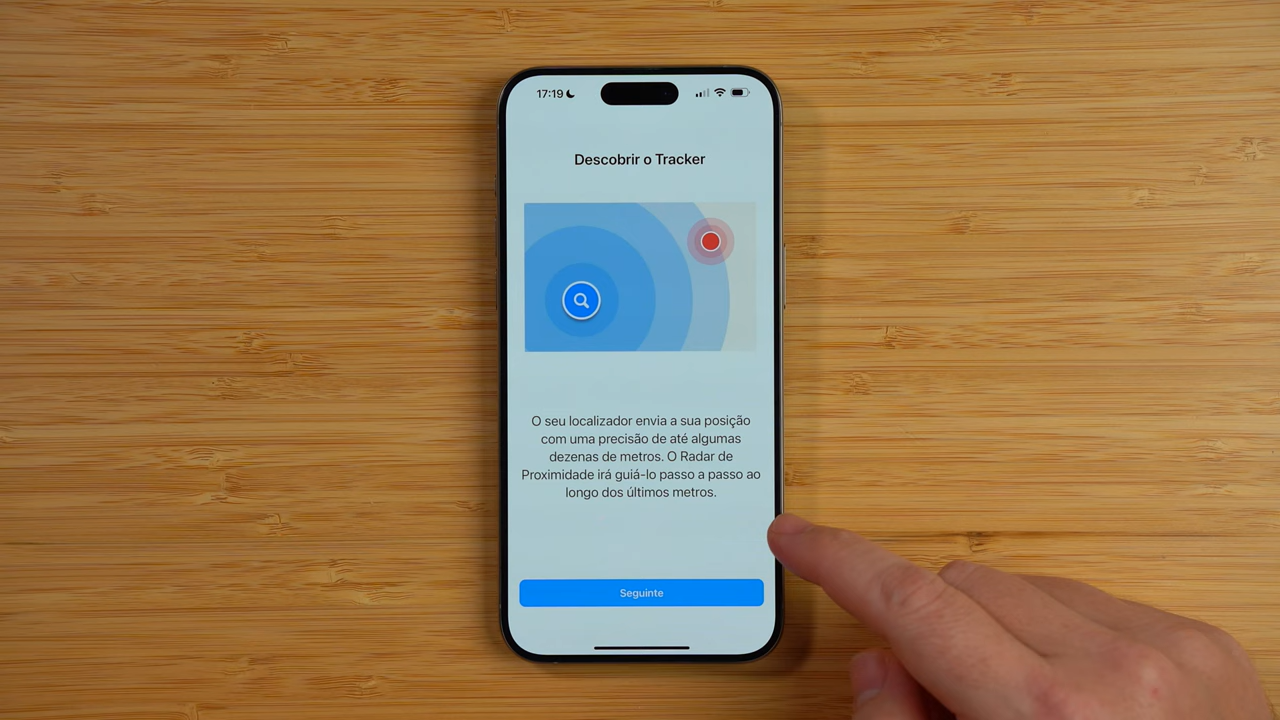 17:19
Descobrir o Tracker
O seu localizador envia a sua posição
com uma precisão de até algumas
dezenas de metros. O Radar de
Proximidade irá guiá-lo passo a passo ao
longo dos últimos metros.
Seguinte